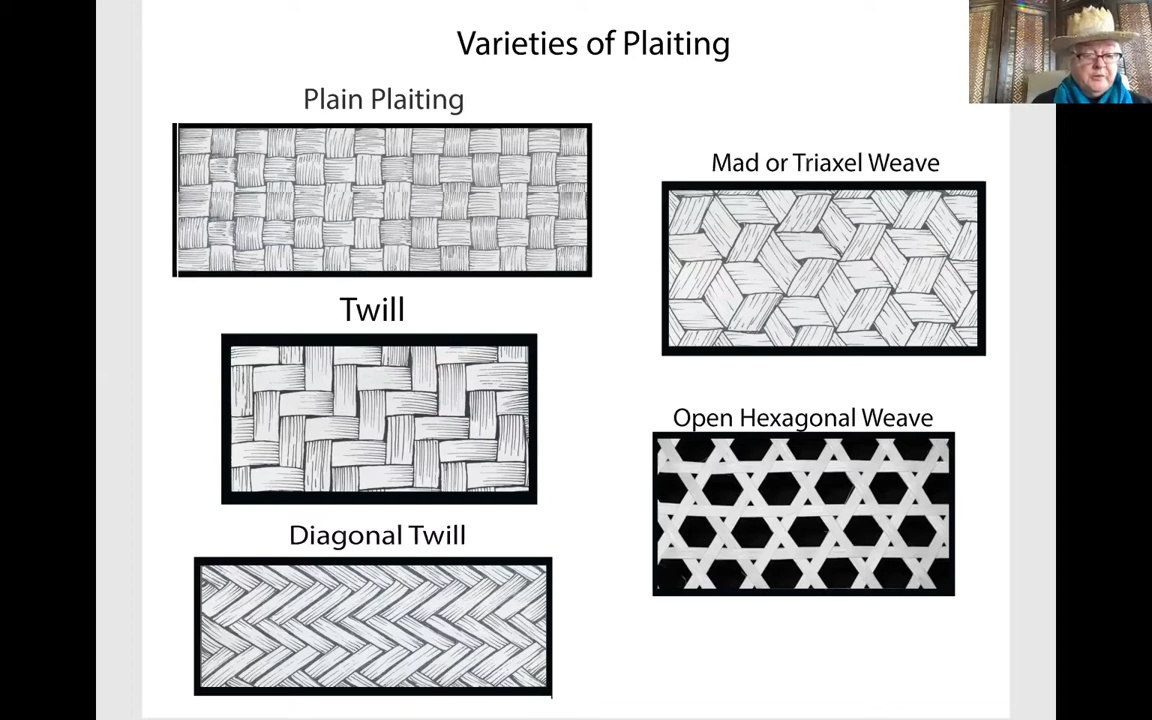 Varieties of Plaiting
Plain Plaiting
Mad or Triaxel Weave
Twill
Open Hexagonal Weave
Diagonal Twill